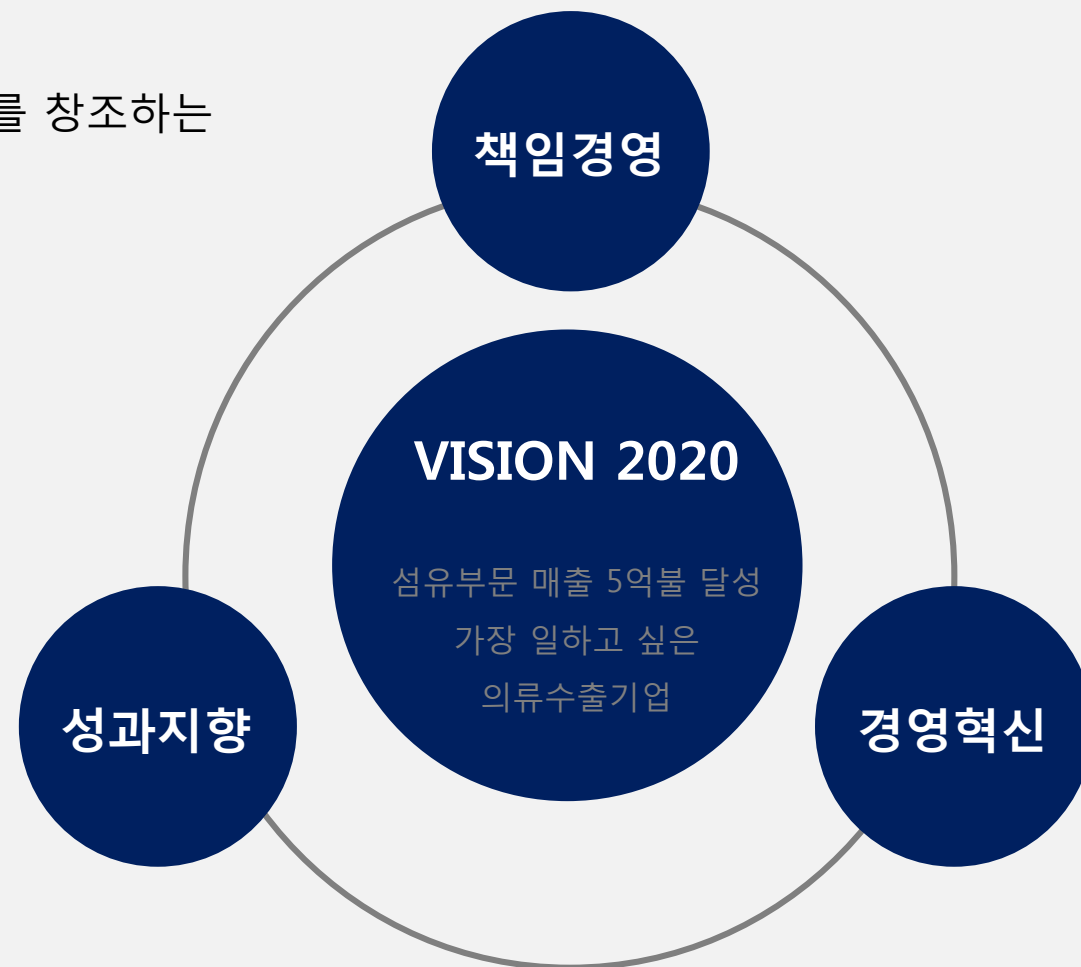 를 창조하는
책임경영
VISION 2020
섬유부문 매출 5억불 달성
가장 일하고 싶은
의류수출기업
성과지향
경영혁신